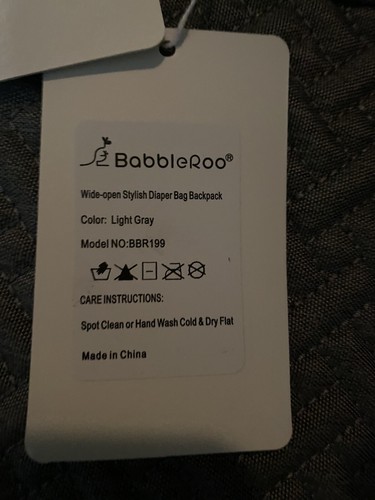 BabbleRoo®
Wide-open Stylish Diaper Bag Backpack
Color: Light Gray
Model NO:BBR199
CARE INSTRUCTIONS:
Spot Clean or Hand Wash Cold & Dry Flat
Made in China